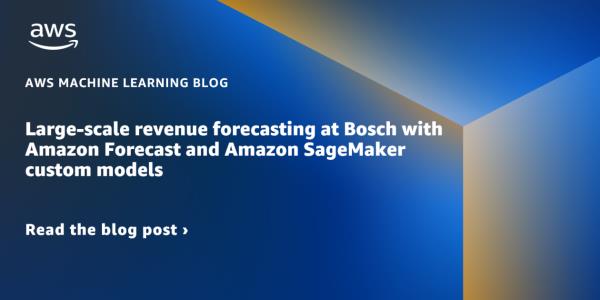 aws
AWS MACHINE LEARNING BLOG
Large-scale revenue forecasting at Bosch with
Amazon Forecast and Amazon SageMaker
custom models
Read the blog post ›